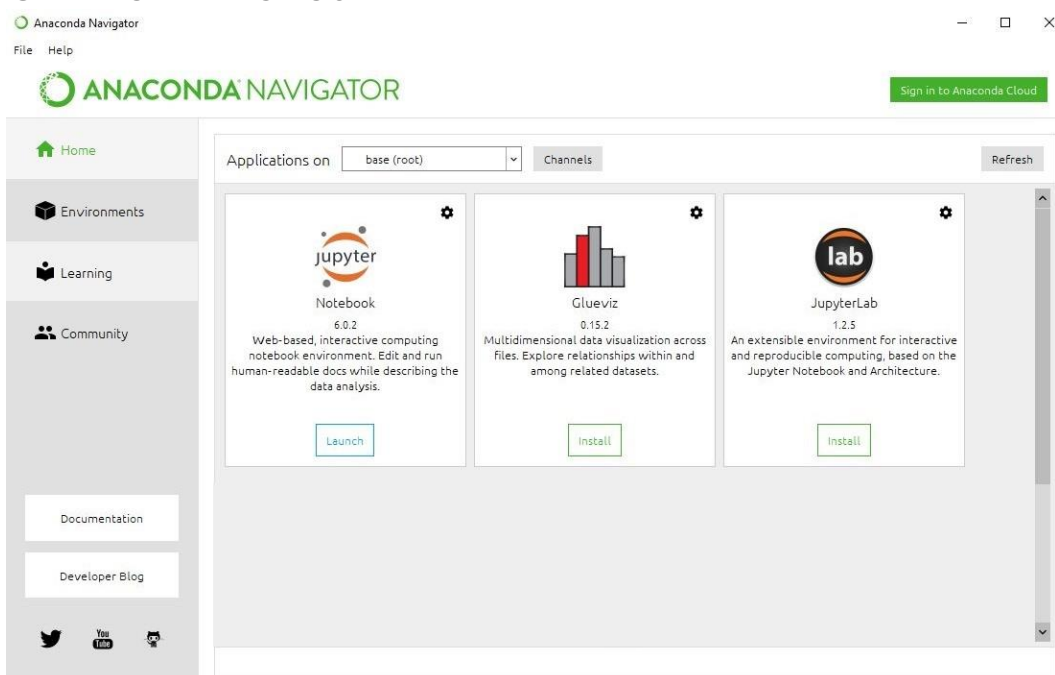 Anaconda Navigator
File Help
ANACONDA NAVIGATOR
Sign in to Anaconda Cloud
Home
Environments
Learning
Community
Documentation
Developer Blog
You
Tube
Applications on base (root) Channels Refresh
jupyter
Notebook
6.0.2
Web-based, interactive computing
notebook environment. Edit and run
human-readable docs while describing the
data analysis.
Launch
Glueviz
0.15.2
Multidimensional data visualization across
files. Explore relationships within and
among related datasets.
Install
lab
JupyterLab
1.2.5
An extensible environment for interactive
and reproducible computing, based on the
Jupyter Notebook and Architecture.
Install